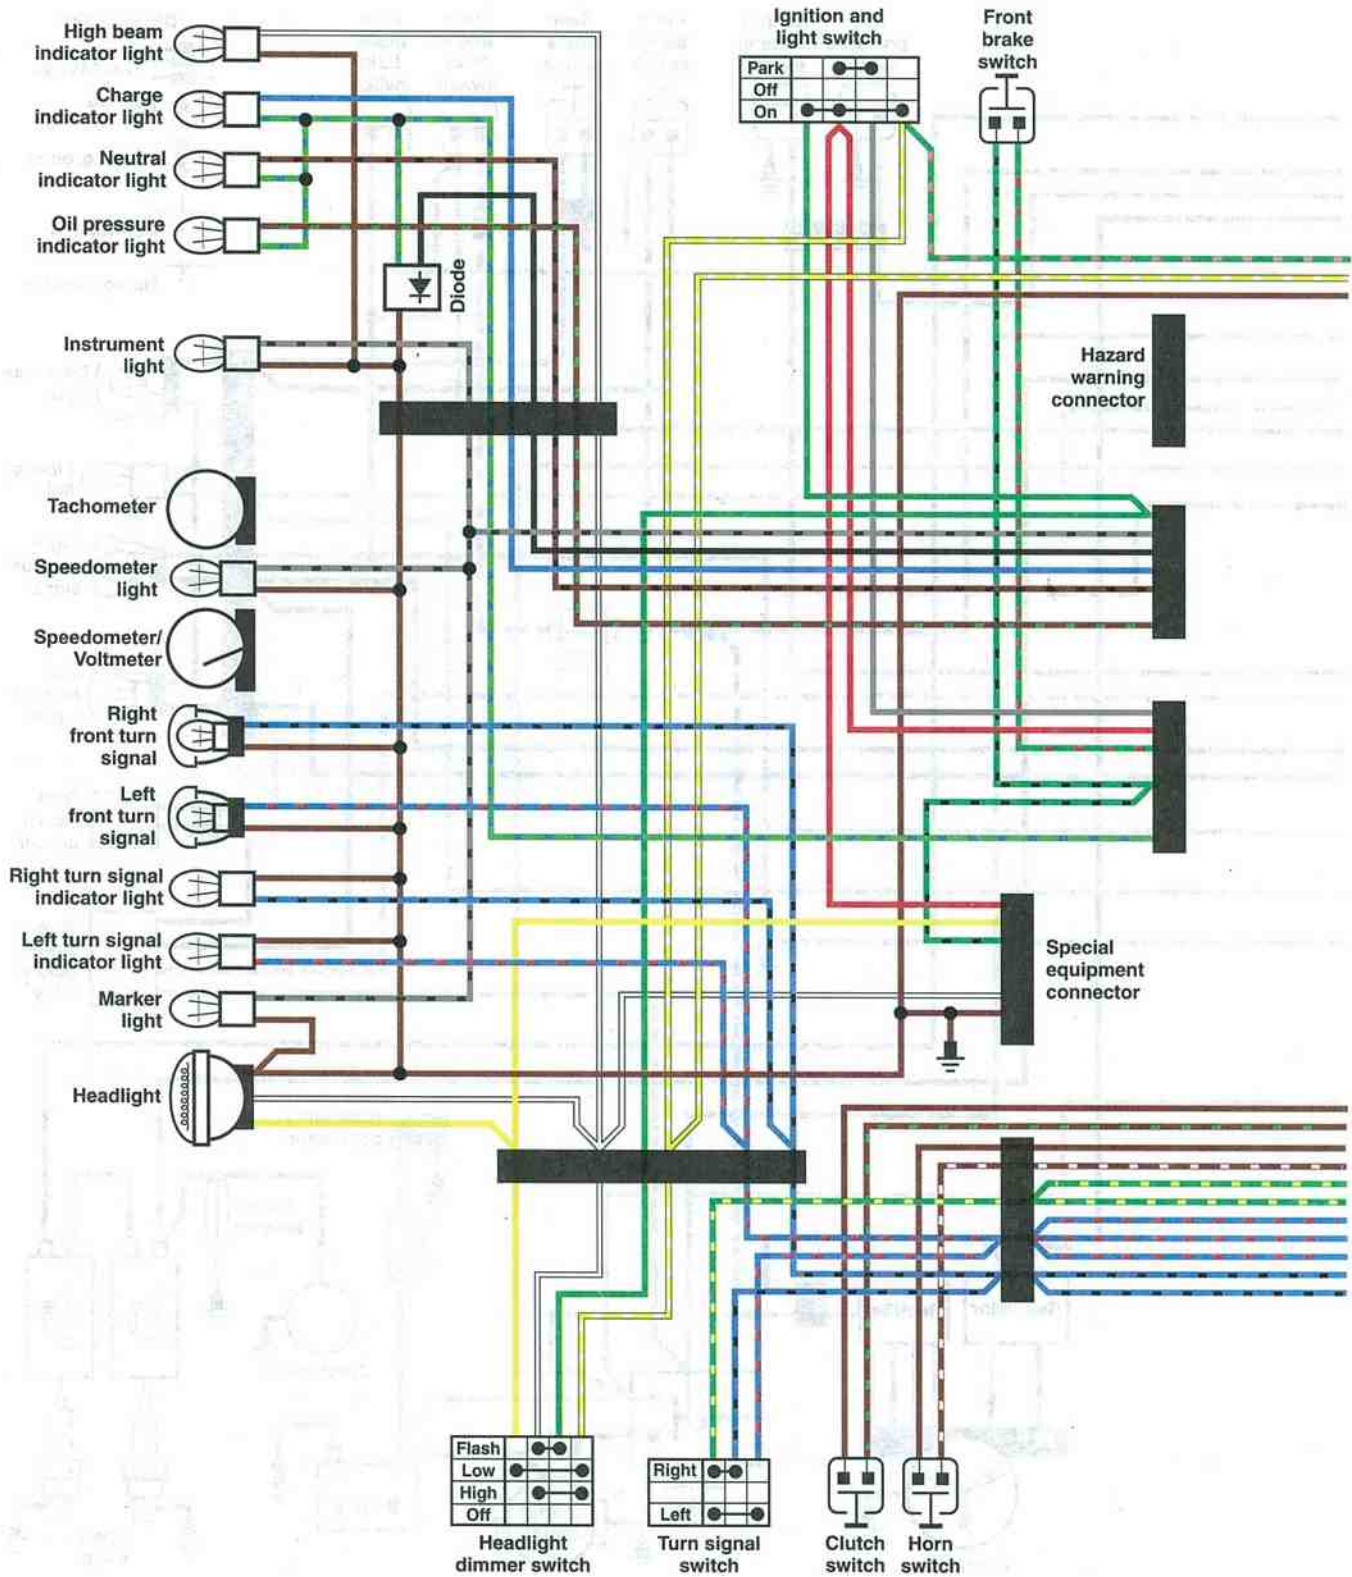 High beam
indicator light
Charge
indicator light
Neutral
indicator light
Oil pressure
indicator light
Instrument
light
Tachometer
Speedometer
light
Speedometer/
Voltmeter
Right
front turn
signal
Left
front turn
signal
Right turn signal
indicator light
Left turn signal
indicator light
Marker
light
Headlight
Diode
Ignition and
light switch
Park
Off
On
Front
brake
switch
Hazard
warning
connector
Special
equipment
connector
Flash
Low
High
Off
Headlight
dimmer switch
Right
Left
Turn signal
switch
Clutch
switch
Horn
switch